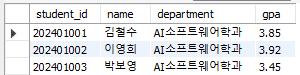 student_id name department gpa
202401001 김철수 AI소프트웨어학과 3.85
202401002 이영희 AI소프트웨어학과 3.92
202401003 박보영 AI소프트웨어학과 3.45